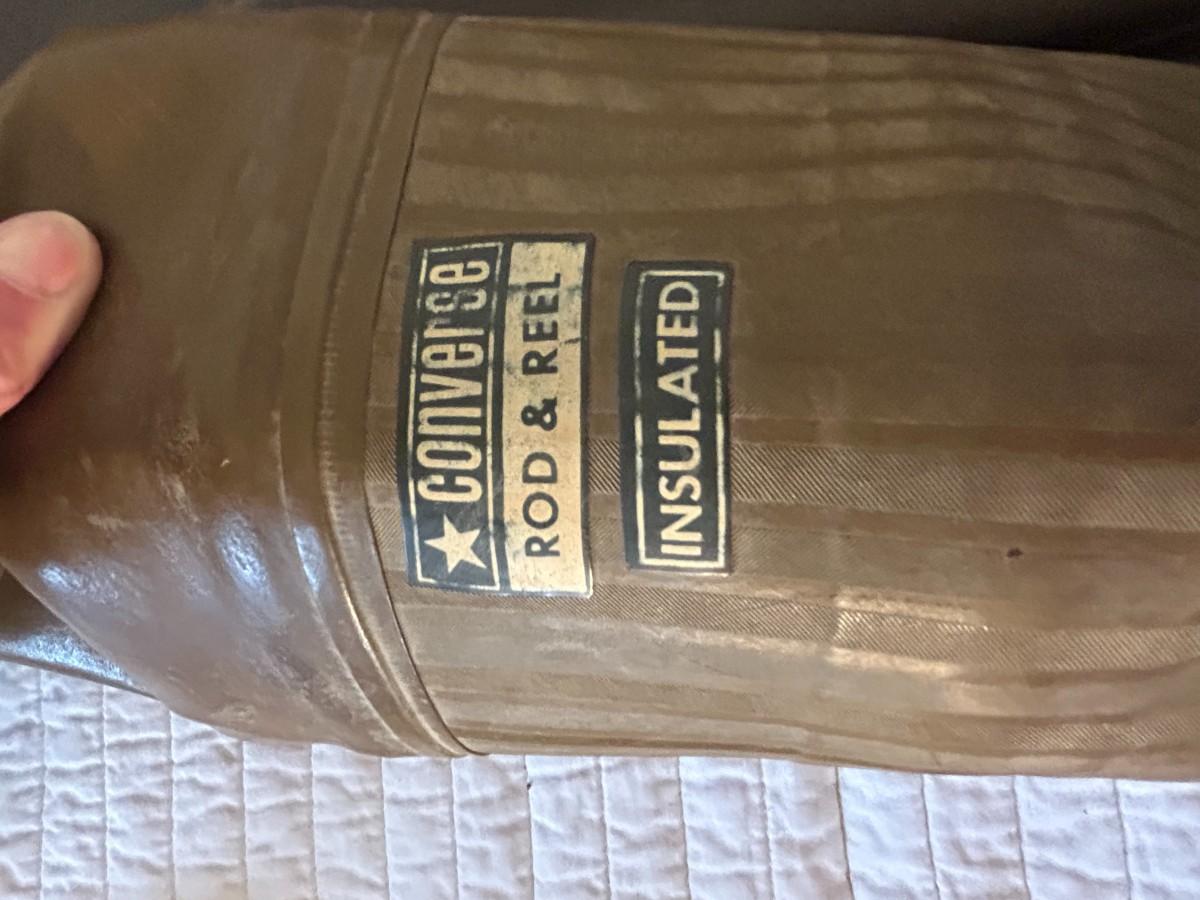 converse
ROD & REEL
INSULATED